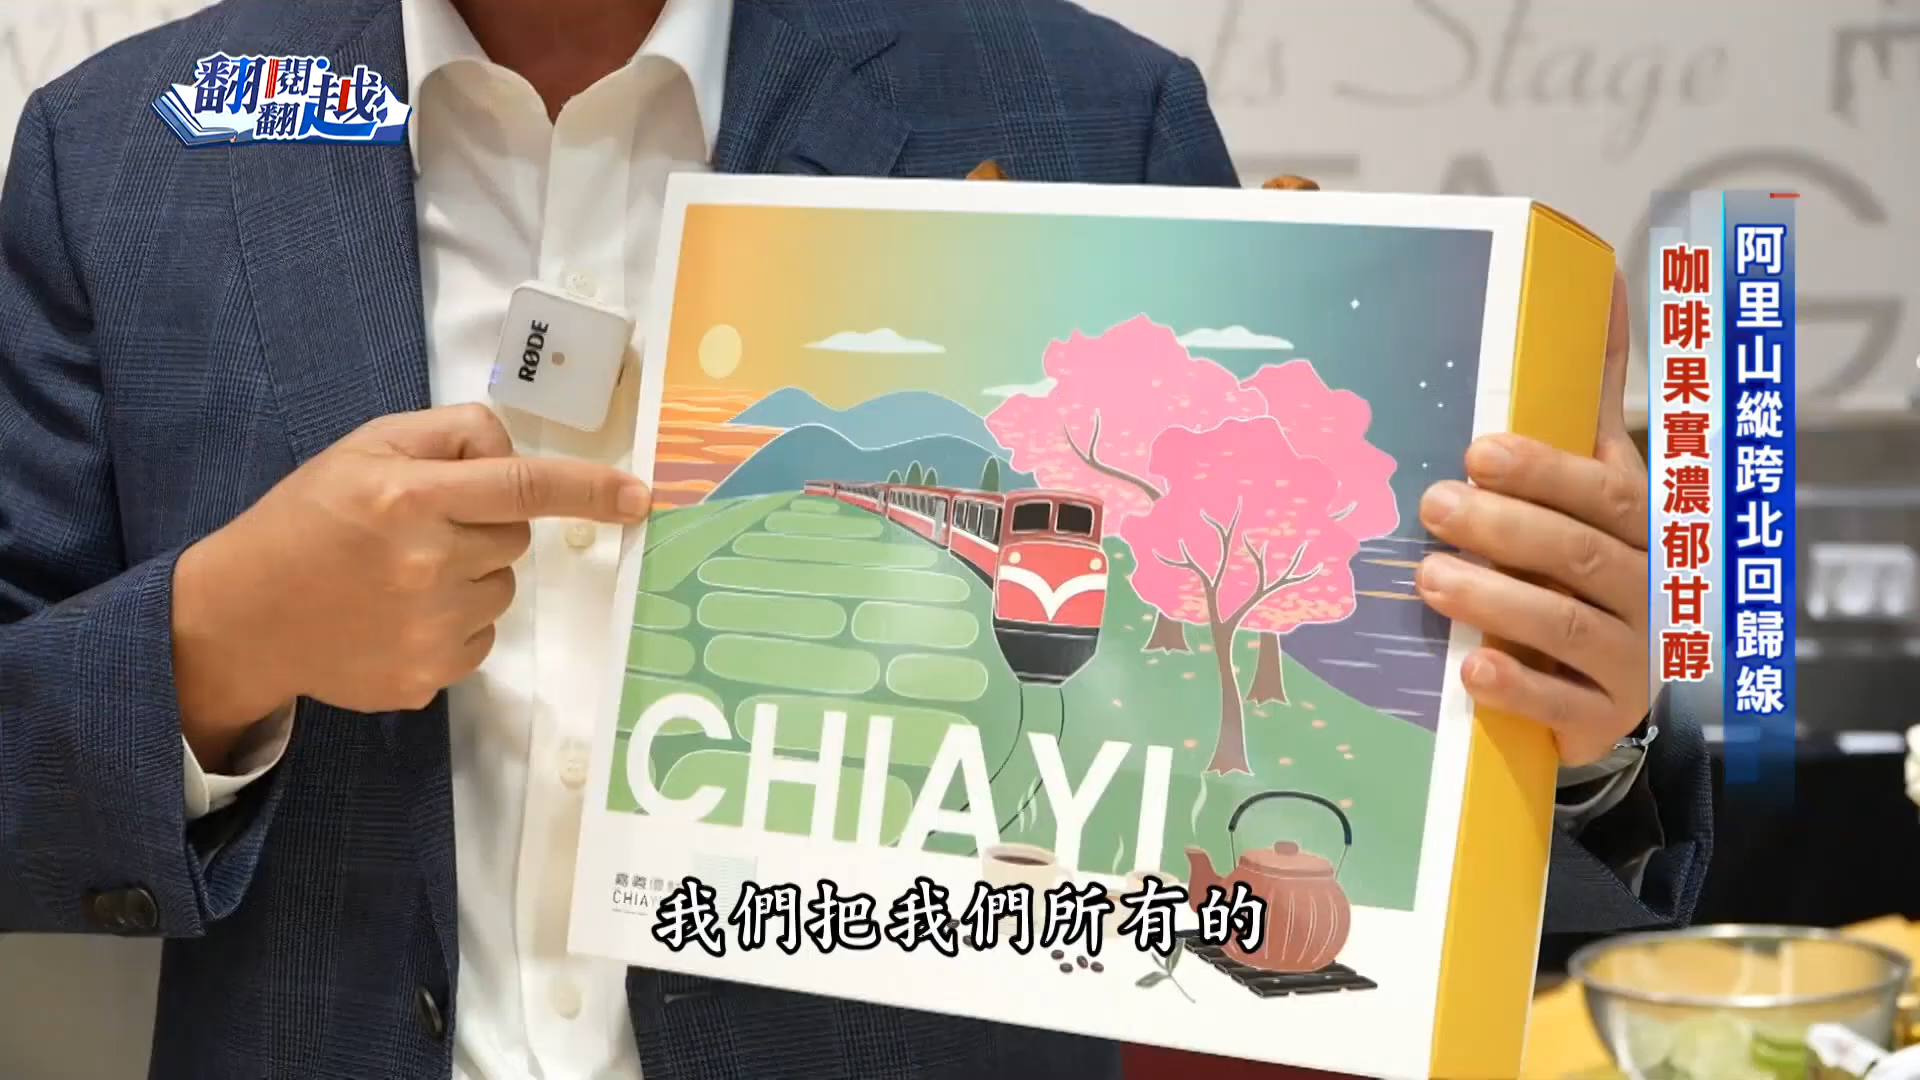 翻閱
翻越
阿里山縱跨北回歸線
咖啡果實濃郁甘醇
Stage
RØDE
CHIAYI
我們把我們所有的